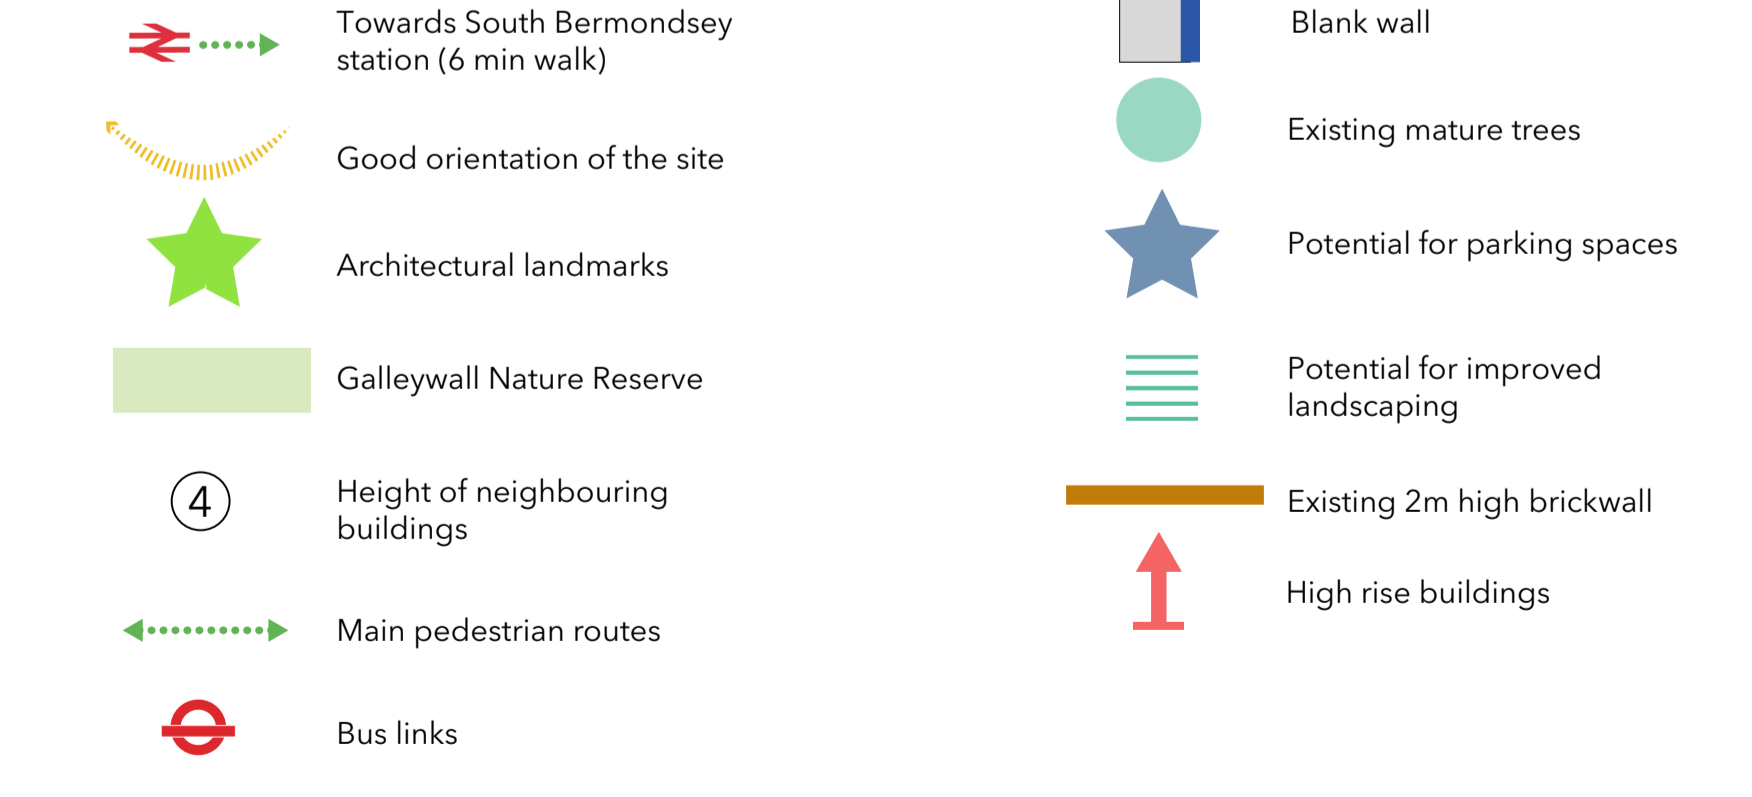 Towards South Bermondsey
station (6 min walk)
Good orientation of the site
Architectural landmarks
Galleywall Nature Reserve
4
Height of neighbouring
buildings
Main pedestrian routes
Bus links
Blank wall
Existing mature trees
Potential for parking spaces
Potential for improved
landscaping
Existing 2m high brickwall
High rise buildings